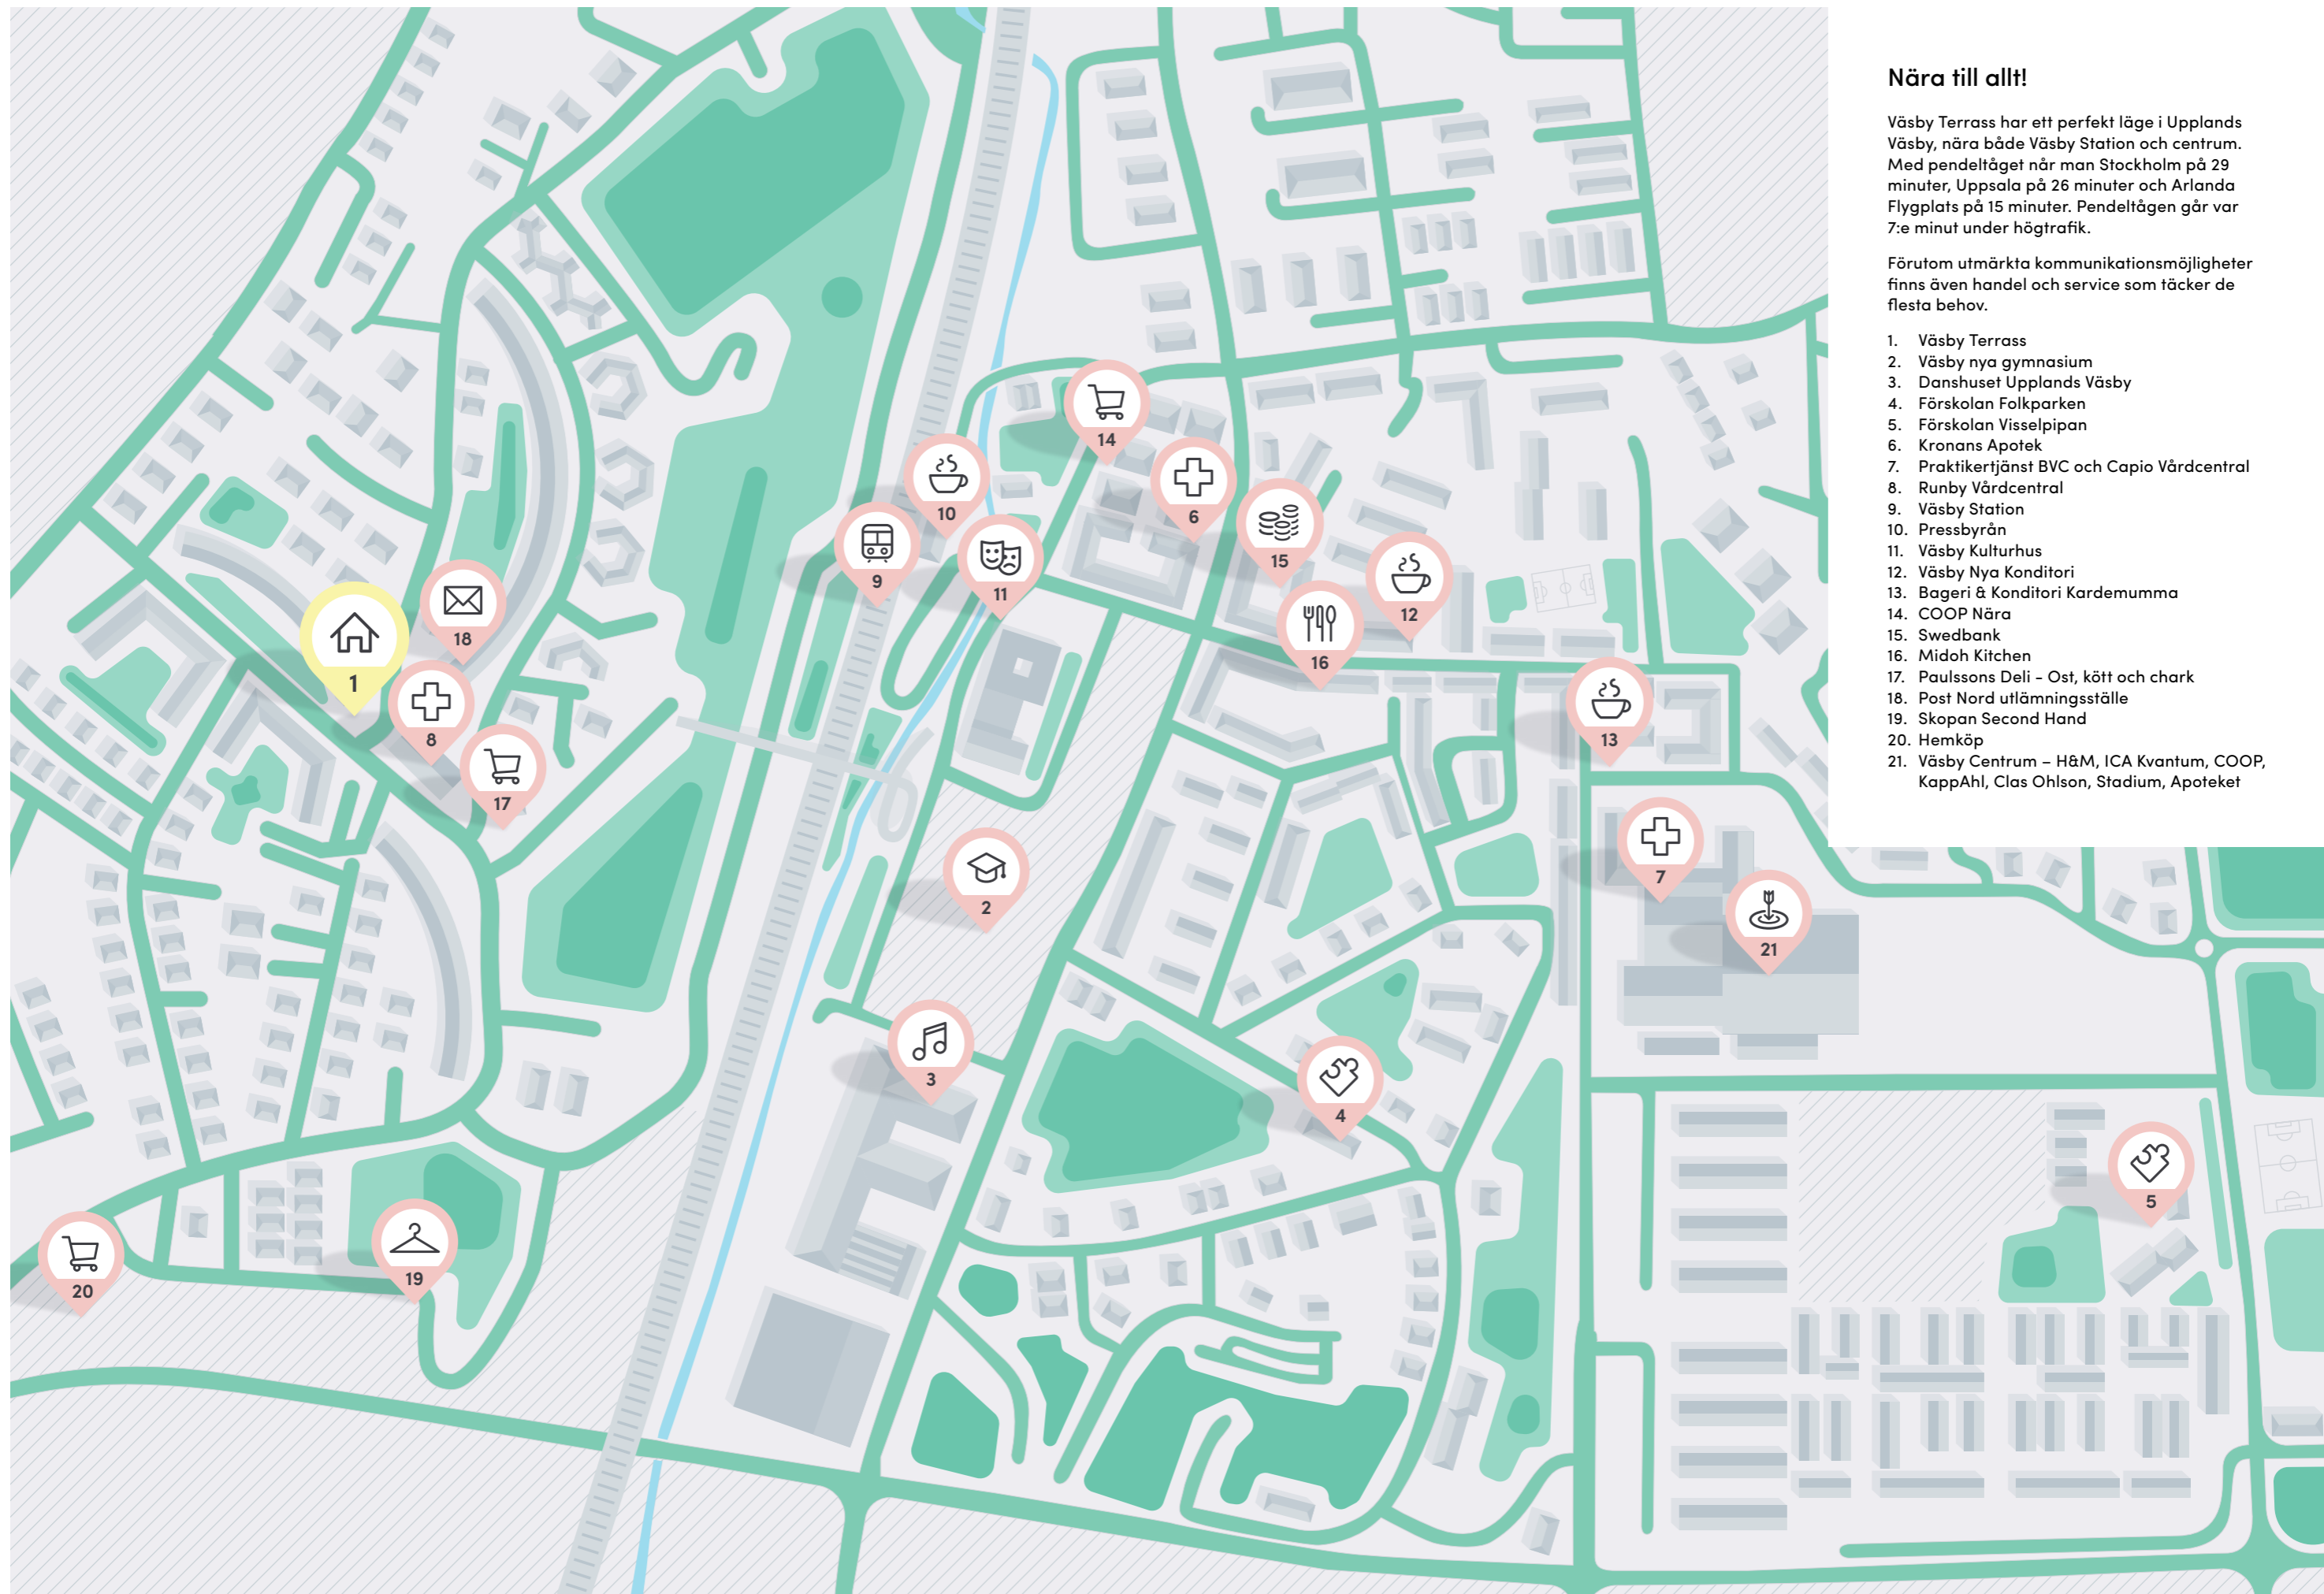 Nära till allt!
Väsby Terrass har ett perfekt läge i Upplands
Väsby, nära både Väsby Station och centrum.
Med pendeltåget når man Stockholm på 29
minuter, Uppsala på 26 minuter och Arlanda
Flygplats på 15 minuter. Pendeltågen går var
7:e minut under högtrafik.
Förutom utmärkta kommunikationsmöjligheter
finns även handel och service som täcker de
flesta behov.
1. Väsby Terrass
2. Väsby nya gymnasium
3. Danshuset Upplands Väsby
4. Förskolan Folkparken
5. Förskolan Visselpipan
6. Kronans Apotek
7. Praktikertjänst BVC och Capio Vårdcentral
8. Runby Vårdcentral
9. Väsby Station
10. Pressbyrån
11. Väsby Kulturhus
12. Väsby Nya Konditori
13. Bageri & Konditori Kardemumma
14. COOP Nära
15. Swedbank
16. Midoh Kitchen
17. Paulssons Deli - Ost, kött och chark
18. Post Nord utlämningsställe
19. Skopan Second Hand
20. Hemköp
21. Väsby Centrum – H&M, ICA Kvantum, COOP,
KappAhl, Clas Ohlson, Stadium, Apoteket
14
10
6
15
9
11
12
18
16
1
8
13
17
7
2
21
3
4
5
19
20